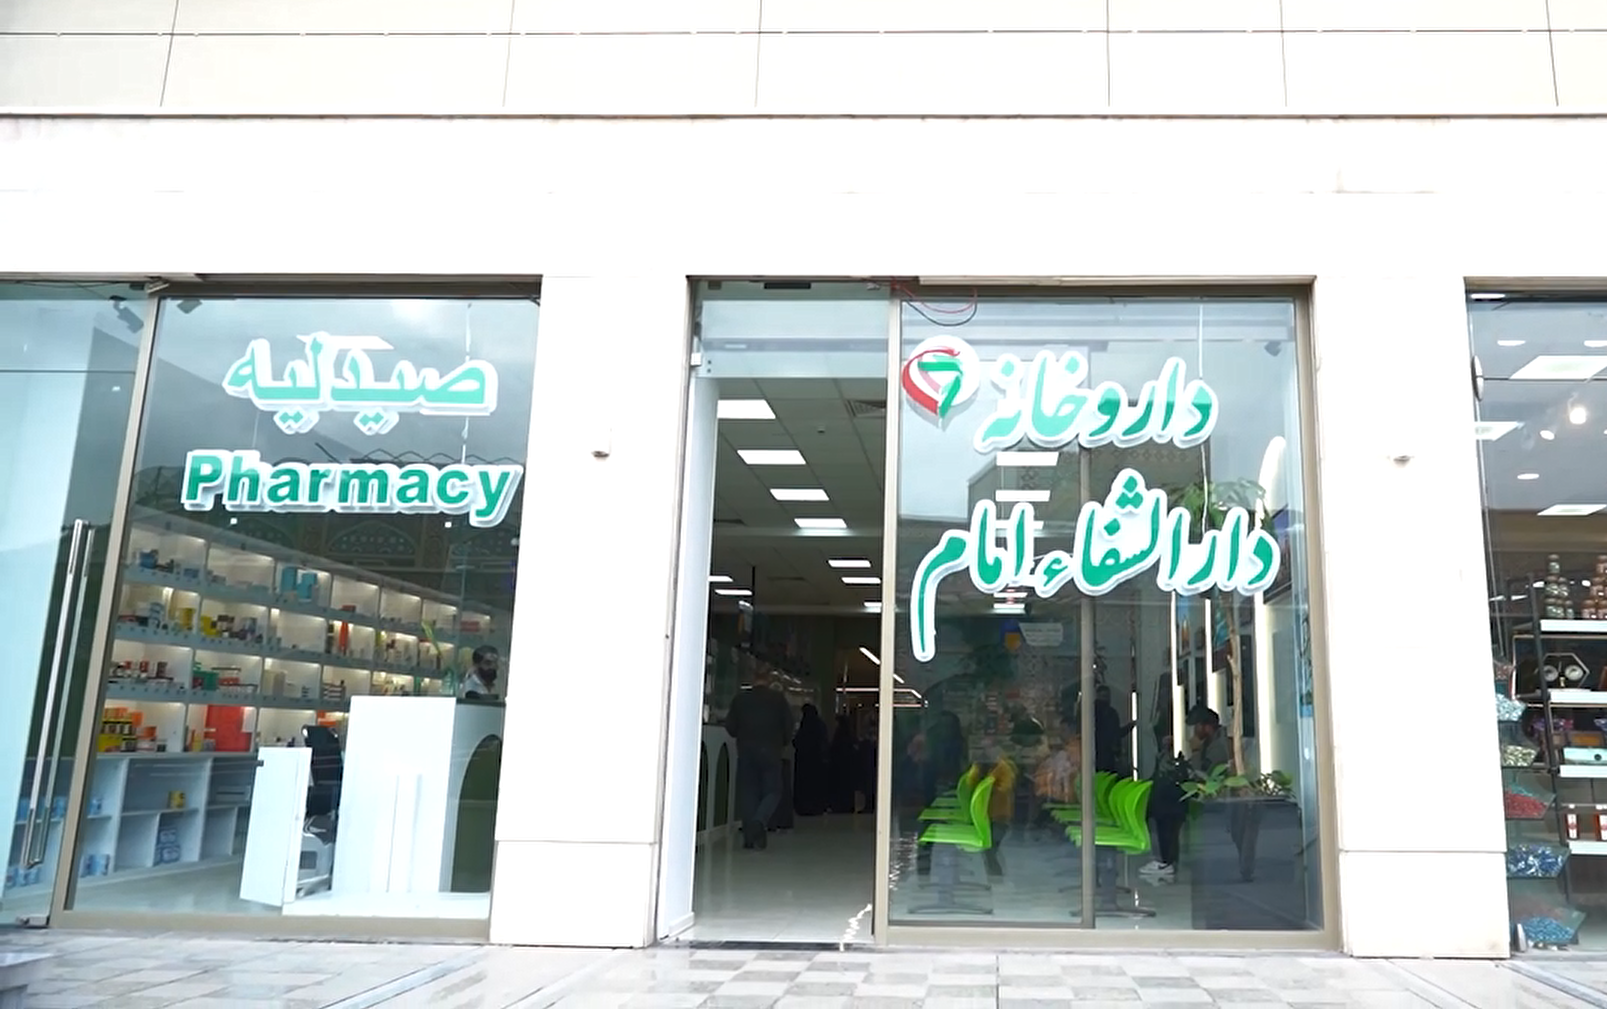 صيدليه
Pharmacy
داروخانه
دارالشفاء امام